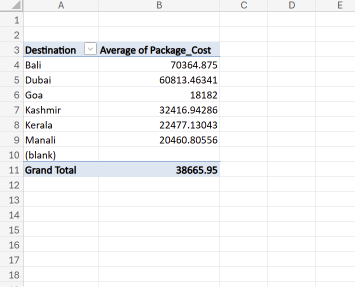 A B C D E
1
2
3 Destination Average of Package_Cost
4 Bali 70364.875
5 Dubai 60813.46341
6 Goa 18182
7 Kashmir 32416.94286
8 Kerala 22477.13043
9 Manali 20460.80556
10 (blank)
11 Grand Total 38665.95
12
13
14
15
16
17
18